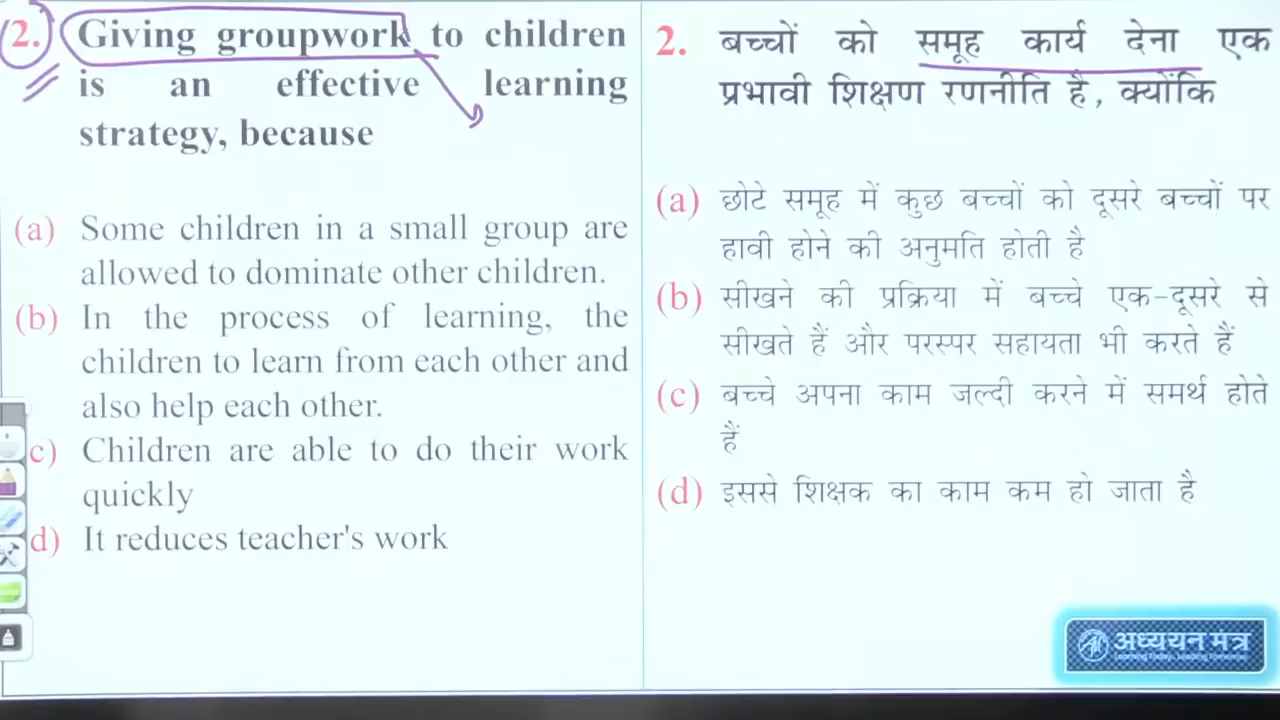 2. Giving groupwork to children
is an effective learning
strategy, because
(a) Some children in a small group are
allowed to dominate other children.
(b) In the process of learning, the
children to learn from each other and
also help each other.
c) Children are able to do their work
quickly
d) It reduces teacher's work
2. बच्चों को समूह कार्य देना एक
प्रभावी शिक्षण रणनीति है, क्योंकि
(a) छोटे समूह में कुछ बच्चों को दूसरे बच्चों पर
हावी होने की अनुमति होती है
(b) सीखने की प्रक्रिया में बच्चे एक-दूसरे से
सीखते हैं और परस्पर सहायता भी करते हैं
(c) बच्चे अपना काम जल्दी करने में समर्थ होते
हैं
(d) इससे शिक्षक का काम कम हो जाता है
अध्ययन मंत्र
Learning Today, Leading Tomorrow